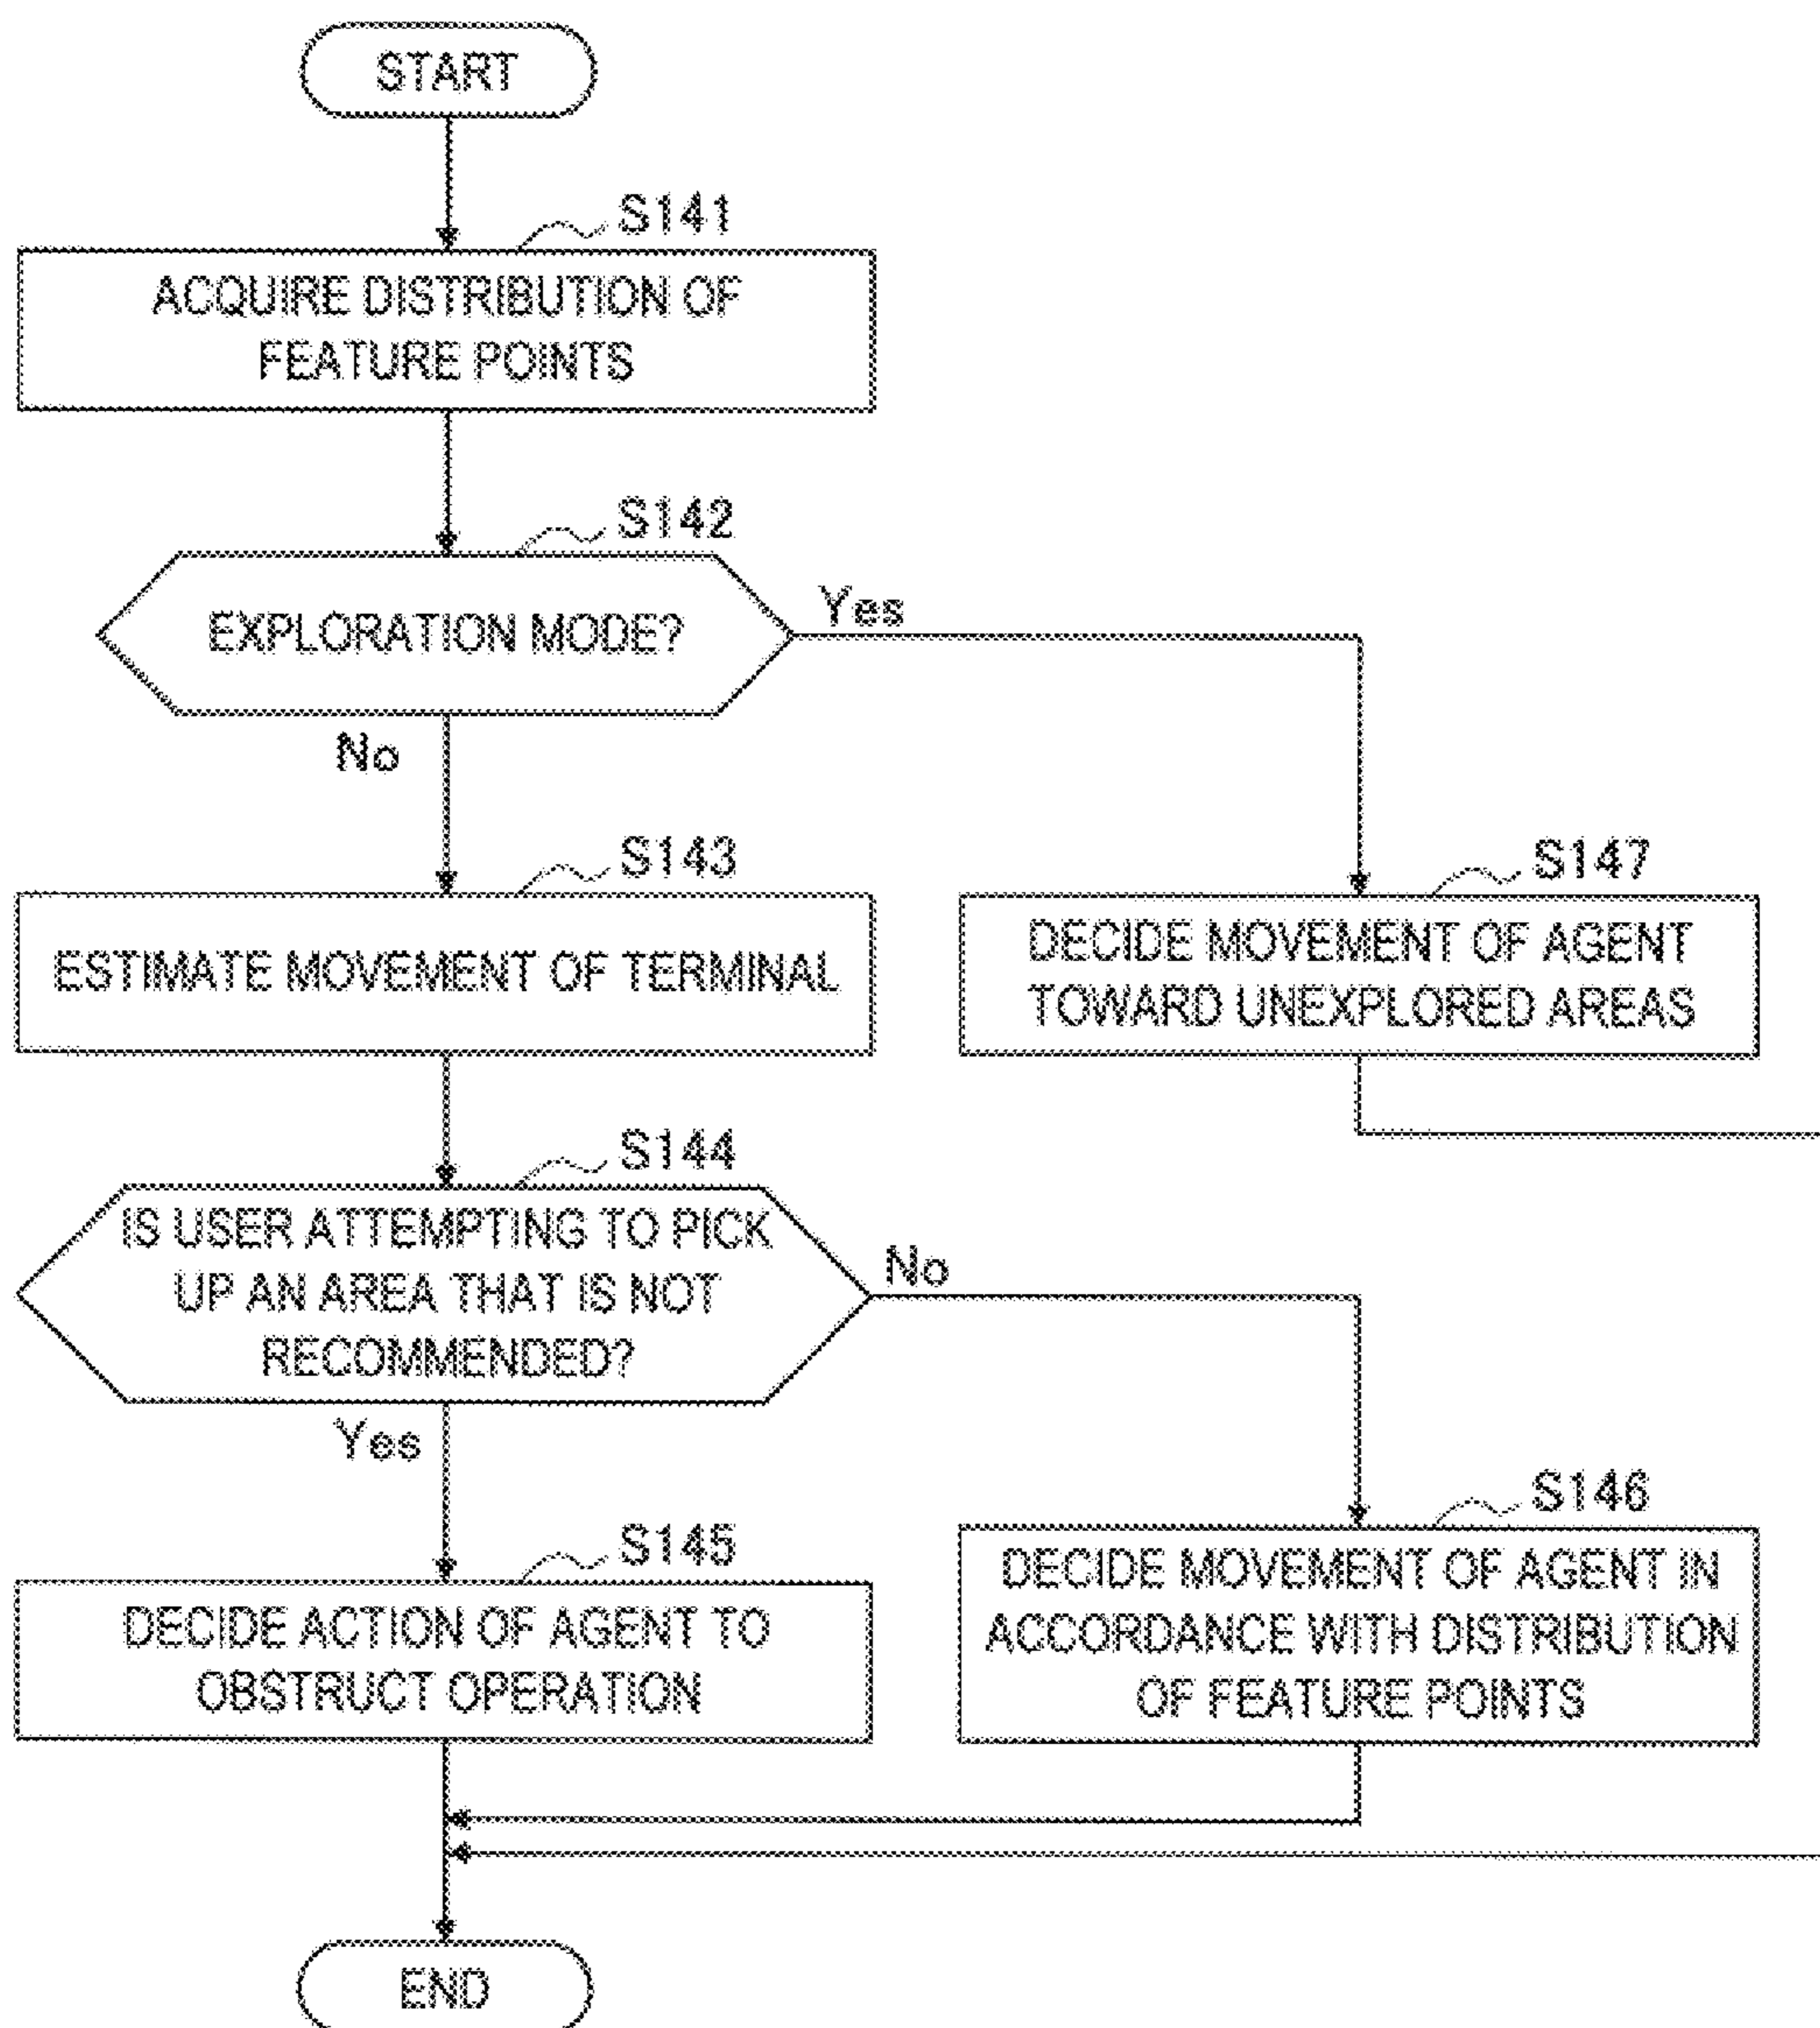 START
S141
ACQUIRE DISTRIBUTION OF
FEATURE POINTS
S142
EXPLORATION MODE?
Yes
No
S143
ESTIMATE MOVEMENT OF TERMINAL
S147
DECIDE MOVEMENT OF AGENT
TOWARD UNEXPLORED AREAS
S144
IS USER ATTEMPTING TO PICK
UP AN AREA THAT IS NOT
RECOMMENDED?
No
Yes
S145
DECIDE ACTION OF AGENT TO
OBSTRUCT OPERATION
S146
DECIDE MOVEMENT OF AGENT IN
ACCORDANCE WITH DISTRIBUTION
OF FEATURE POINTS
END